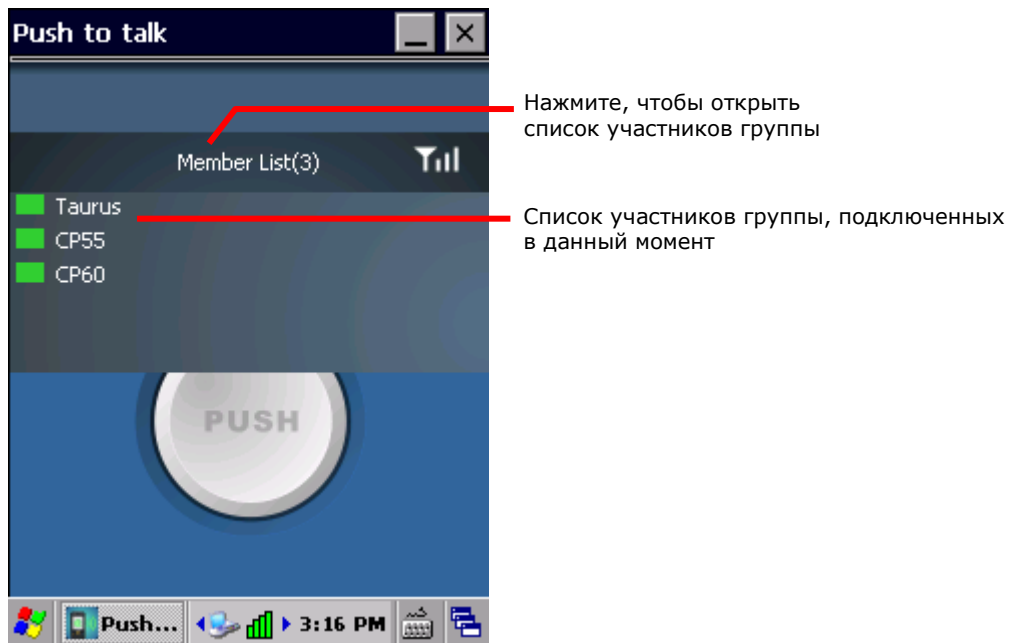 Push to talk
Нажмите, чтобы открыть
список участников группы
Member List(3)
Taurus
Список участников группы, подключенных
в данный момент
CP55
CP60
PUSH
Push...
3:16 PM